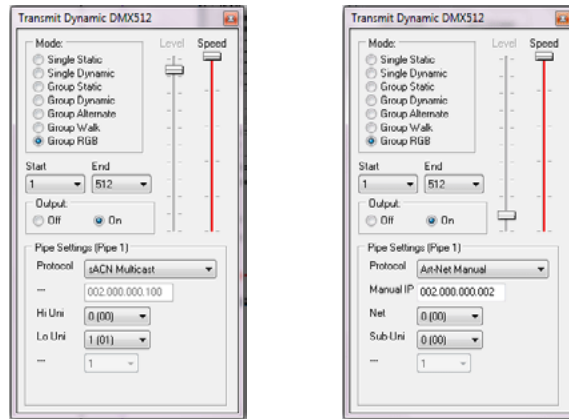 Transmit Dynamic DMX512
Mode:
Level
Speed
Single Static
Single Dynamic
Group Static
Group Dynamic
Group Alternate
Group Walk
Group RGB
Start
End
1
512
Output:
Off
On
Pipe Settings (Pipe 1)
Protocol
sACN Multicast
---
002.000.000.100
Hi Uni
0 (00)
Lo Uni
1 (01)
---
1
Transmit Dynamic DMX512
Mode:
Level
Speed
Single Static
Single Dynamic
Group Static
Group Dynamic
Group Alternate
Group Walk
Group RGB
Start
End
1
512
Output:
Off
On
Pipe Settings (Pipe 1)
Protocol
Art-Net Manual
Manual IP
002.000.000.002
Net
0 (00)
Sub-Uni
0 (00)
---
1